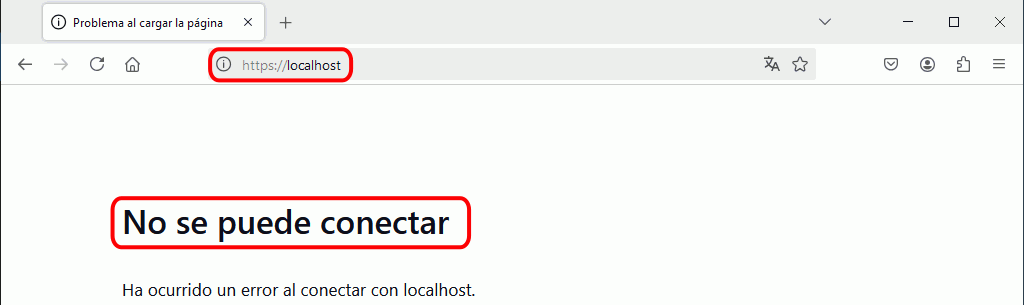 Problema al cargar la página
https://localhost
No se puede conectar
Ha ocurrido un error al conectar con localhost.